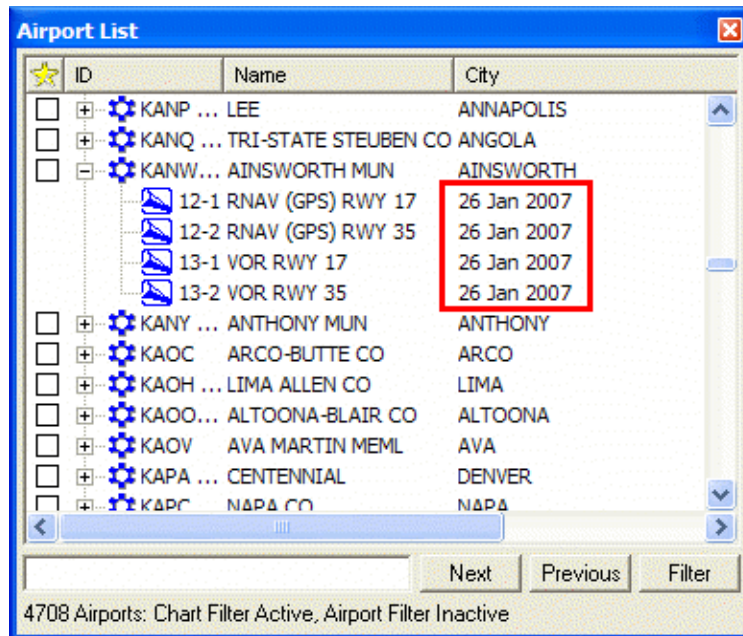 Airport List
ID Name City
KANP ... LEE ANNAPOLIS
KANQ ... TRI-STATE STEUBEN CO ANGOLA
KANW... AINSWORTH MUN AINSWORTH
12-1 RNAV (GPS) RWY 17 26 Jan 2007
12-2 RNAV (GPS) RWY 35 26 Jan 2007
13-1 VOR RWY 17 26 Jan 2007
13-2 VOR RWY 35 26 Jan 2007
KANY ... ANTHONY MUN ANTHONY
KAOC ARCO-BUTTE CO ARCO
KAOH ... LIMA ALLEN CO LIMA
KAOO... ALTOONA-BLAIR CO ALTOONA
KAOV AVA MARTIN MEML AVA
KAPA ... CENTENNIAL DENVER
KAPC NAPA CO NAPA
Next Previous Filter
4708 Airports: Chart Filter Active, Airport Filter Inactive